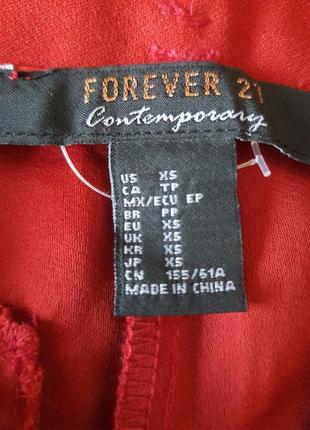 FOREVER 21
Contemporary
US XS
CA TP
MX/ECU EP
BR PP
EU XS
UK XS
KR XS
JP XS
CN 155/61A
MADE IN CHINA